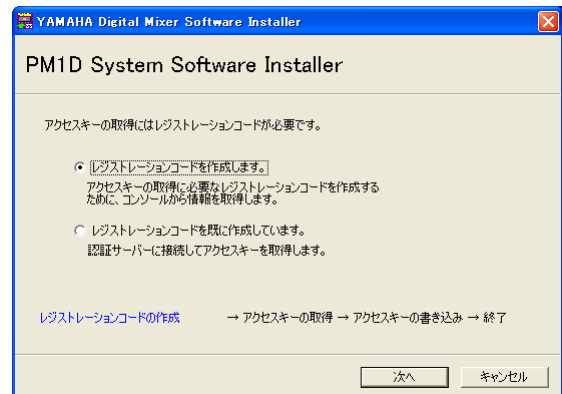 YAMAHA Digital Mixer Software Installer
PM1D System Software Installer
アクセスキーの取得にはレジストレーションコードが必要です。
レジストレーションコードを作成します。
アクセスキーの取得に必要なレジストレーションコードを作成する
ために、コンソールから情報を取得します。
レジストレーションコードを既に作成しています。
認証サーバーに接続してアクセスキーを取得します。
レジストレーションコードの作成 → アクセスキーの取得 → アクセスキーの書き込み → 終了
次へ キャンセル